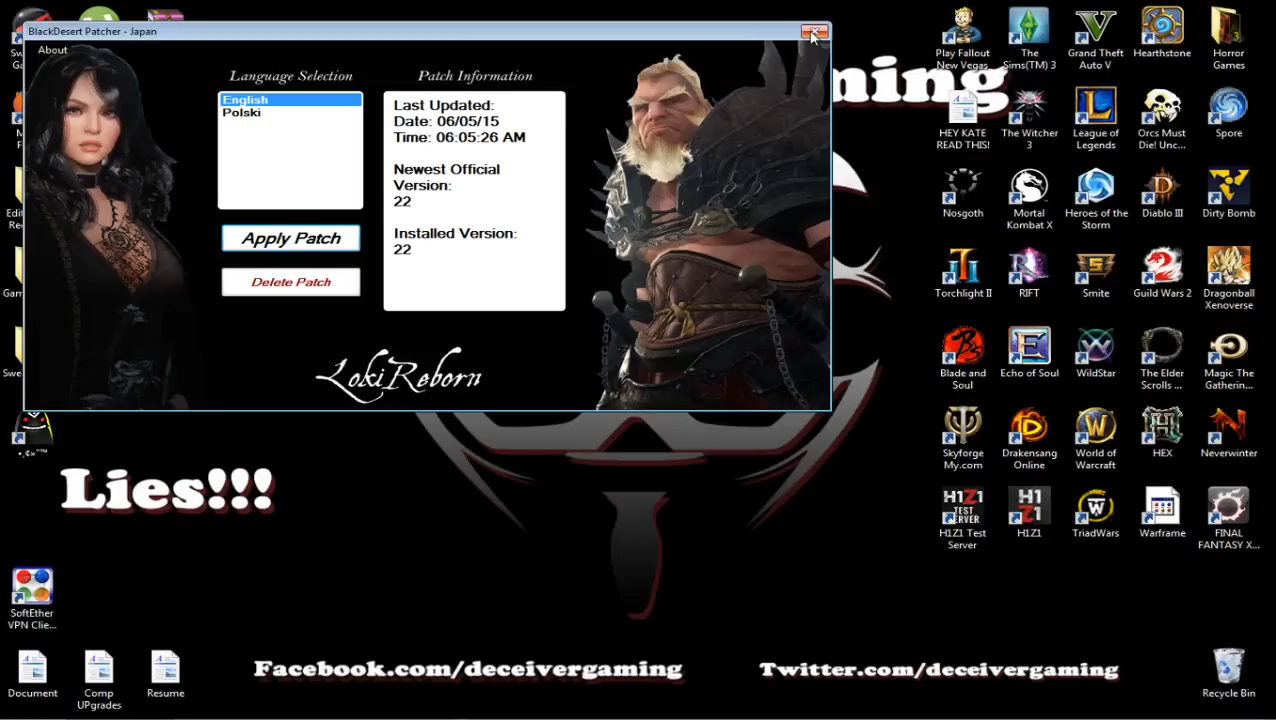 BlackDesert Patcher - Japan
About
Language Selection
English
Polski
Apply Patch
Delete Patch
Patch Information
Last Updated:
Date: 06/05/15
Time: 06:05:26 AM
Newest Official
Version:
22
Installed Version:
22
LokiReborn
ming
Play Fallout
New Vegas
The
Sims(TM) 3
Grand Theft
Auto V
Hearthstone
Horror
Games
HEY KATE
READ THIS!
The Witcher
3
League of
Legends
Orcs Must
Die! Unc...
Spore
Nosgoth
Mortal
Kombat X
Heroes of the
Storm
Diablo III
Dirty Bomb
Torchlight II
RIFT
Smite
Guild Wars 2
Dragonball
Xenoverse
Blade and
Soul
Echo of Soul
WildStar
The Elder
Scrolls ...
Magic The
Gatherin...
Skyforge
My.com
Drakensang
Online
World of
Warcraft
HEX
Neverwinter
H1Z1
TEST
SERVER
H1Z1 Test
Server
H1Z1
H1Z1
TriadWars
Warframe
FINAL
FANTASY X...
Lies!!!
SoftEther
VPN Clie...
Document
Comp
UPgrades
Resume
Facebook.com/deceivergaming
Twitter.com/deceivergaming
Recycle Bin